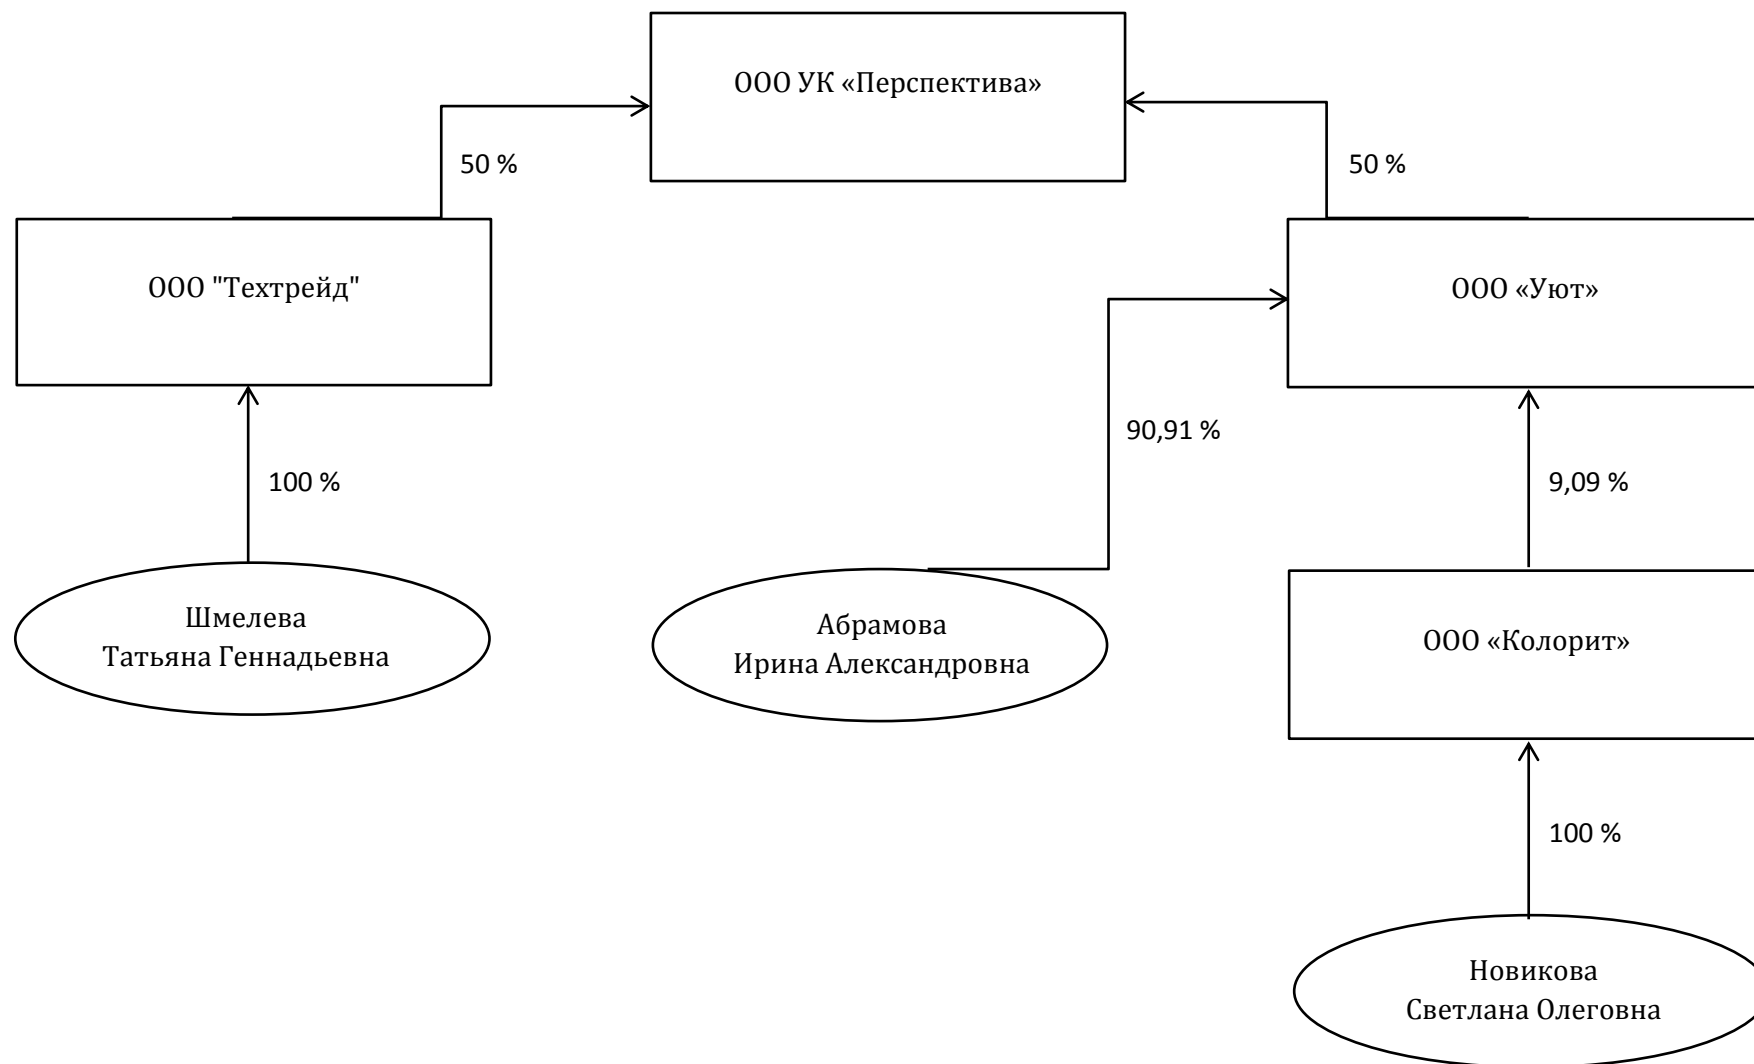 ООО УК «Перспектива»
50 %
50 %
ООО "Техтрейд"
ООО «Уют»
90,91 %
100 %
9,09 %
Шмелева
Татьяна Геннадьевна
Абрамова
Ирина Александровна
ООО «Колорит»
100 %
Новикова
Светлана Олеговна